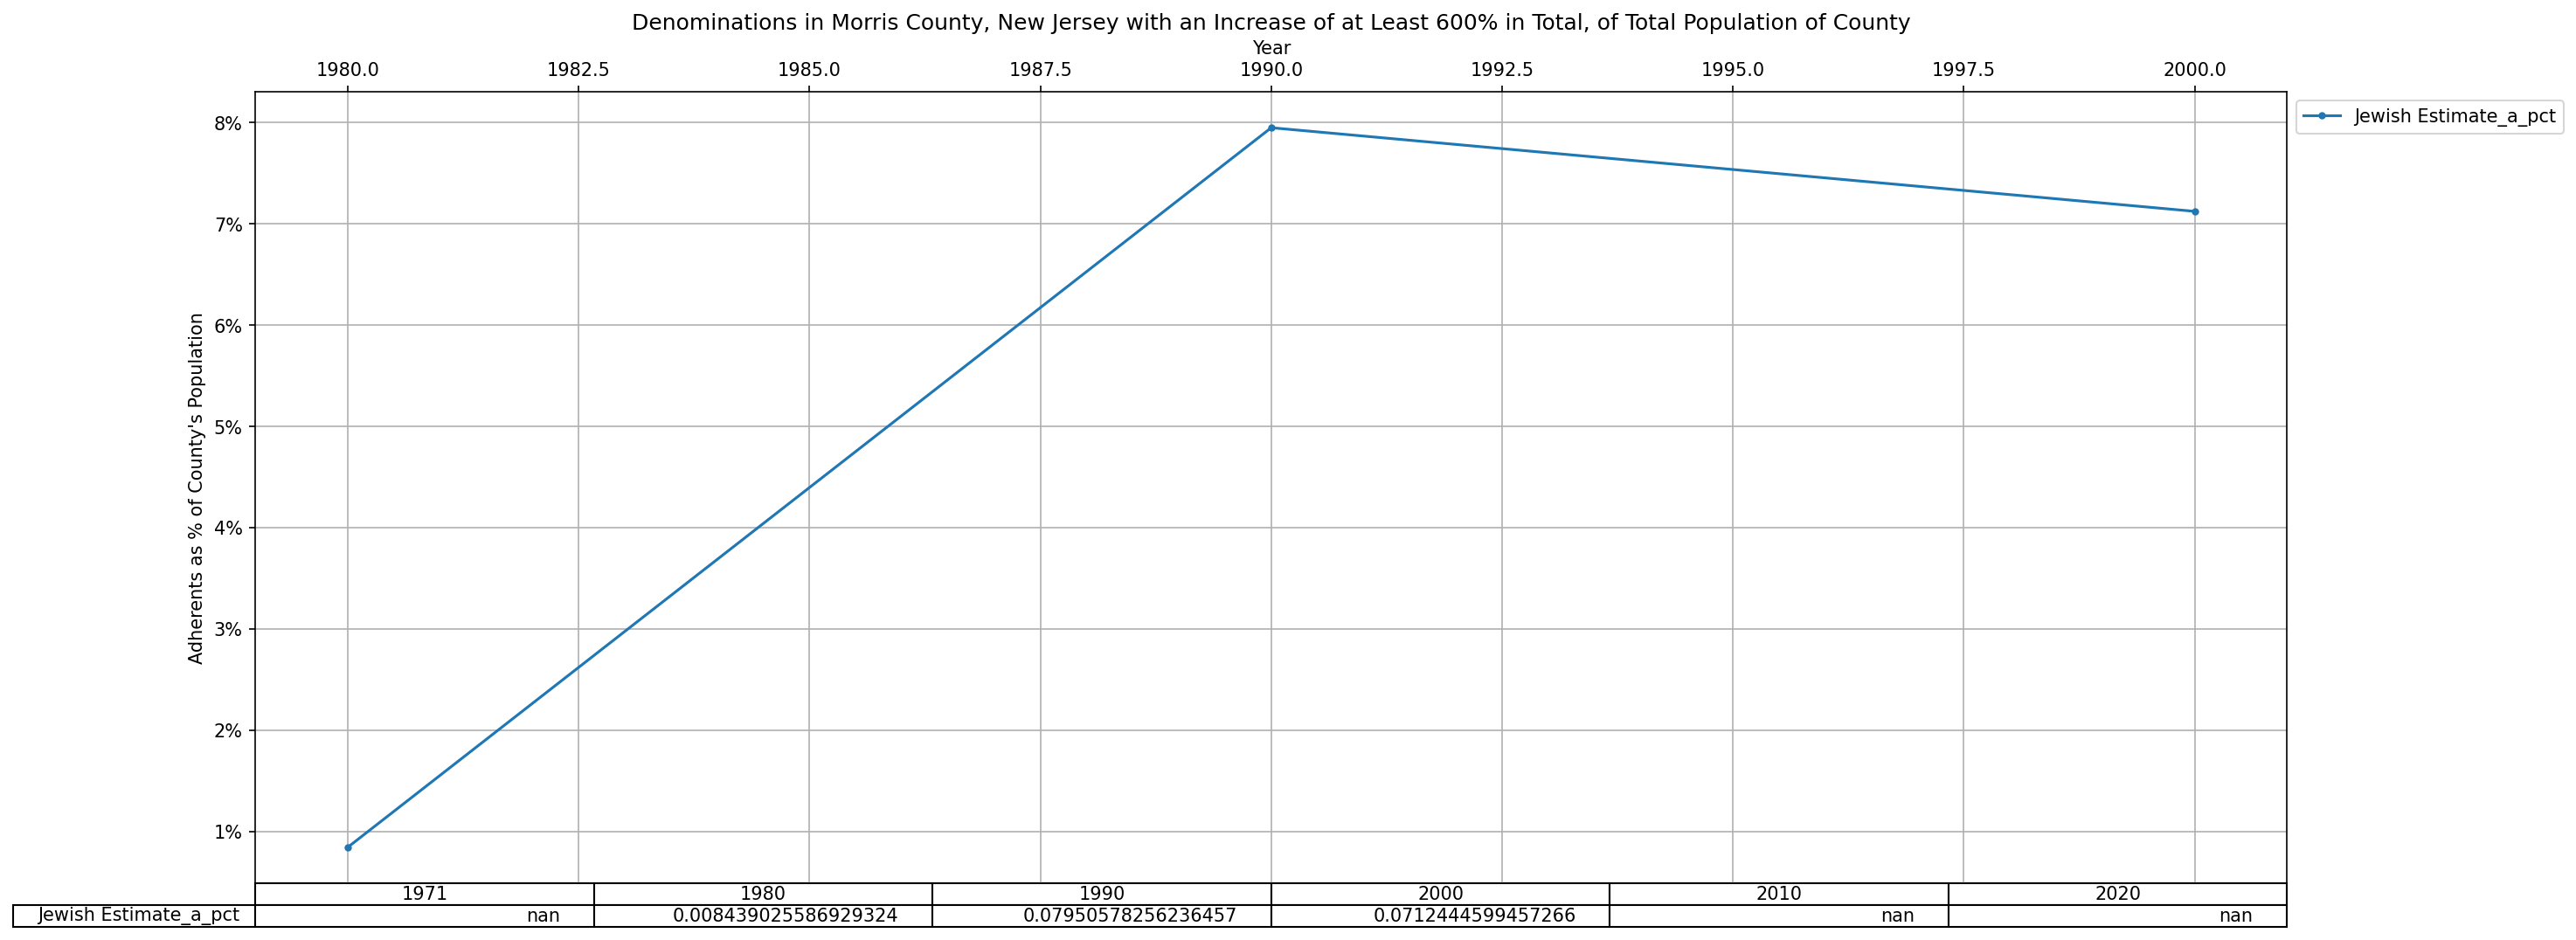 Denominations in Morris County, New Jersey with an Increase of at Least 600% in Total, of Total Population of County
Year
1980.0 1982.5 1985.0 1987.5 1990.0 1992.5 1995.0 1997.5 2000.0
Jewish Estimate_a_pct
8%
7%
6%
5%
4%
3%
2%
1%
Adherents as % of County's Population
1971 1980 1990 2000 2010 2020
Jewish Estimate_a_pct nan 0.008439025586929324 0.07950578256236457 0.0712444599457266 nan nan